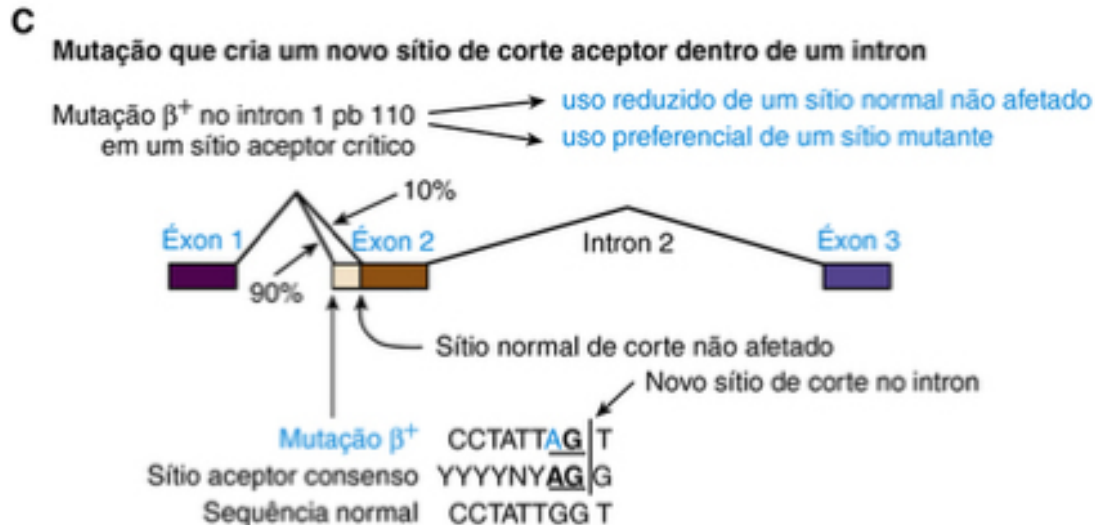 C
Mutação que cria um novo sítio de corte aceptor dentro de um intron
Mutação β⁺ no intron 1 pb 110
em um sítio aceptor crítico
uso reduzido de um sítio normal não afetado
uso preferencial de um sítio mutante
10%
Éxon 1
Éxon 2
Intron 2
Éxon 3
90%
Sítio normal de corte não afetado
Novo sítio de corte no intron
Mutação β⁺ CCTATTAG T
Sítio aceptor consenso YYYYNYAG G
Sequência normal CCTATTGG T